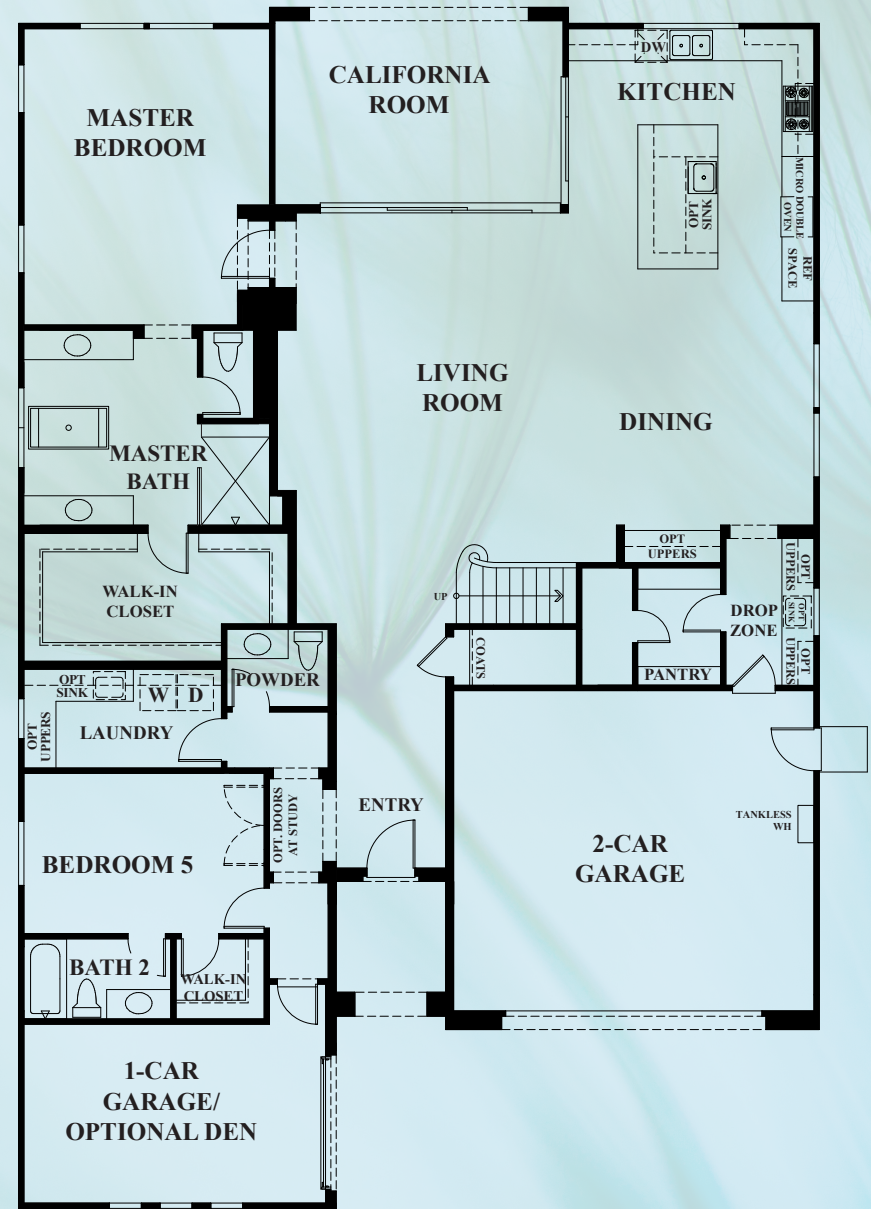 CALIFORNIA
ROOM
DW
KITCHEN
MASTER
BEDROOM
OPT
SINK
MICRO DOUBLE
OVEN
REF
SPACE
LIVING
ROOM
DINING
MASTER
BATH
OPT
UPPERS
WALK-IN
CLOSET
UP
OPT
UPPERS
OPT
SINK
OPT
UPPERS
DROP
ZONE
COATS
PANTRY
POWDER
OPT
SINK
W D
OPT
UPPERS
LAUNDRY
ENTRY
OPT. DOORS
AT STUDY
TANKLESS
WH
2-CAR
GARAGE
BEDROOM 5
BATH 2
WALK-IN
CLOSET
1-CAR
GARAGE/
OPTIONAL DEN